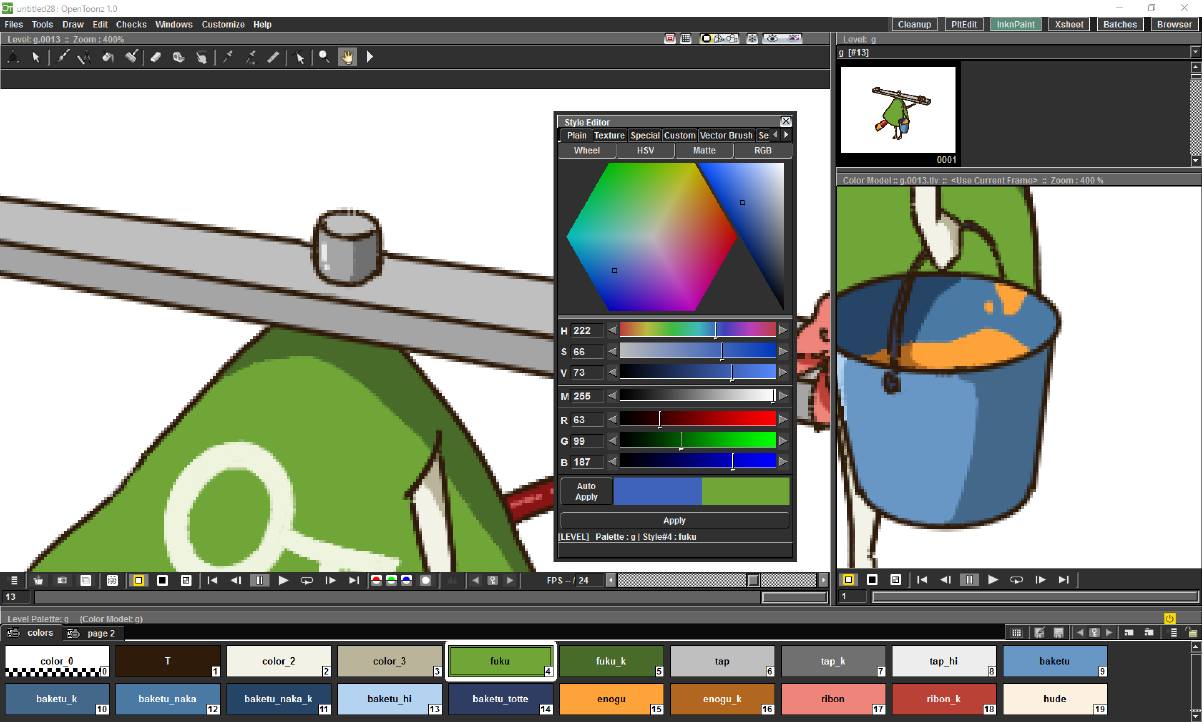 untitled28 : OpenToonz 1.0
Files Tools Draw Edit Checks Windows Customize Help
Cleanup PltEdit InknPaint Xsheet Batches Browser
Level: g.0013 :: Zoom : 400%
Level: g
g [#13]
0001
Style Editor
Plain Texture Special Custom Vector Brush Se
Wheel HSV Matte RGB
H 222
S 66
V 73
M 255
R 63
G 99
B 187
Auto Apply
Apply
[LEVEL] Palette : g | Style#4 : fuku
Color Model :: g.0013.tlv :: <Use Current Frame> :: Zoom : 400 %
FPS -- / 24
13
1
Level Palette: g (Color Model: g)
colors page 2
color_0 0 T 1 color_2 2 color_3 3 fuku 4 fuku_k 5 tap 6 tap_k 7 tap_hi 8 baketu 9
baketu_k 10 baketu_naka 12 baketu_naka_k 11 baketu_hi 13 baketu_totte 14 enogu 15 enogu_k 16 ribon 17 ribon_k 18 hude 19